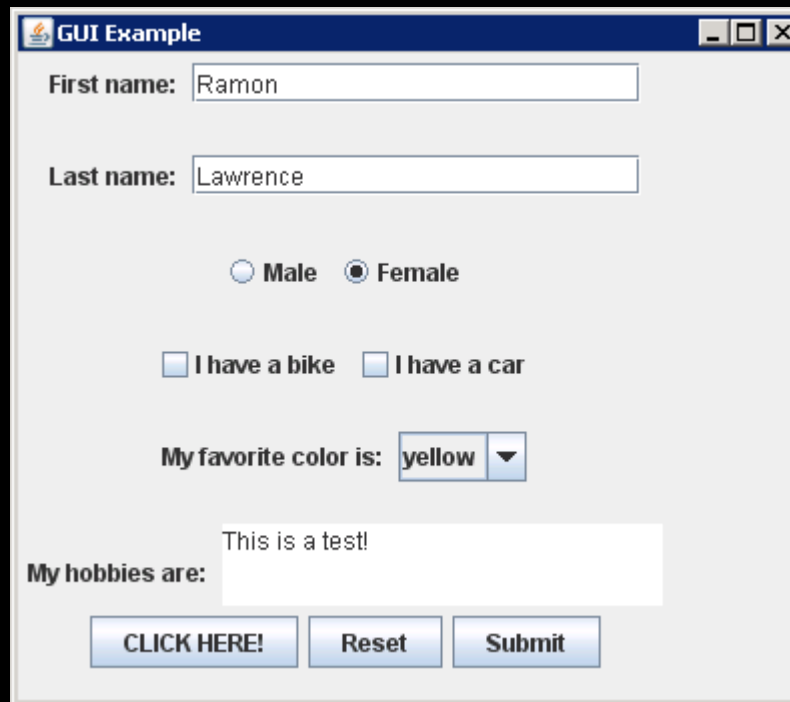 GUI Example
First name: Ramon
Last name: Lawrence
Male Female
I have a bike I have a car
My favorite color is: yellow
This is a test!
My hobbies are:
CLICK HERE! Reset Submit